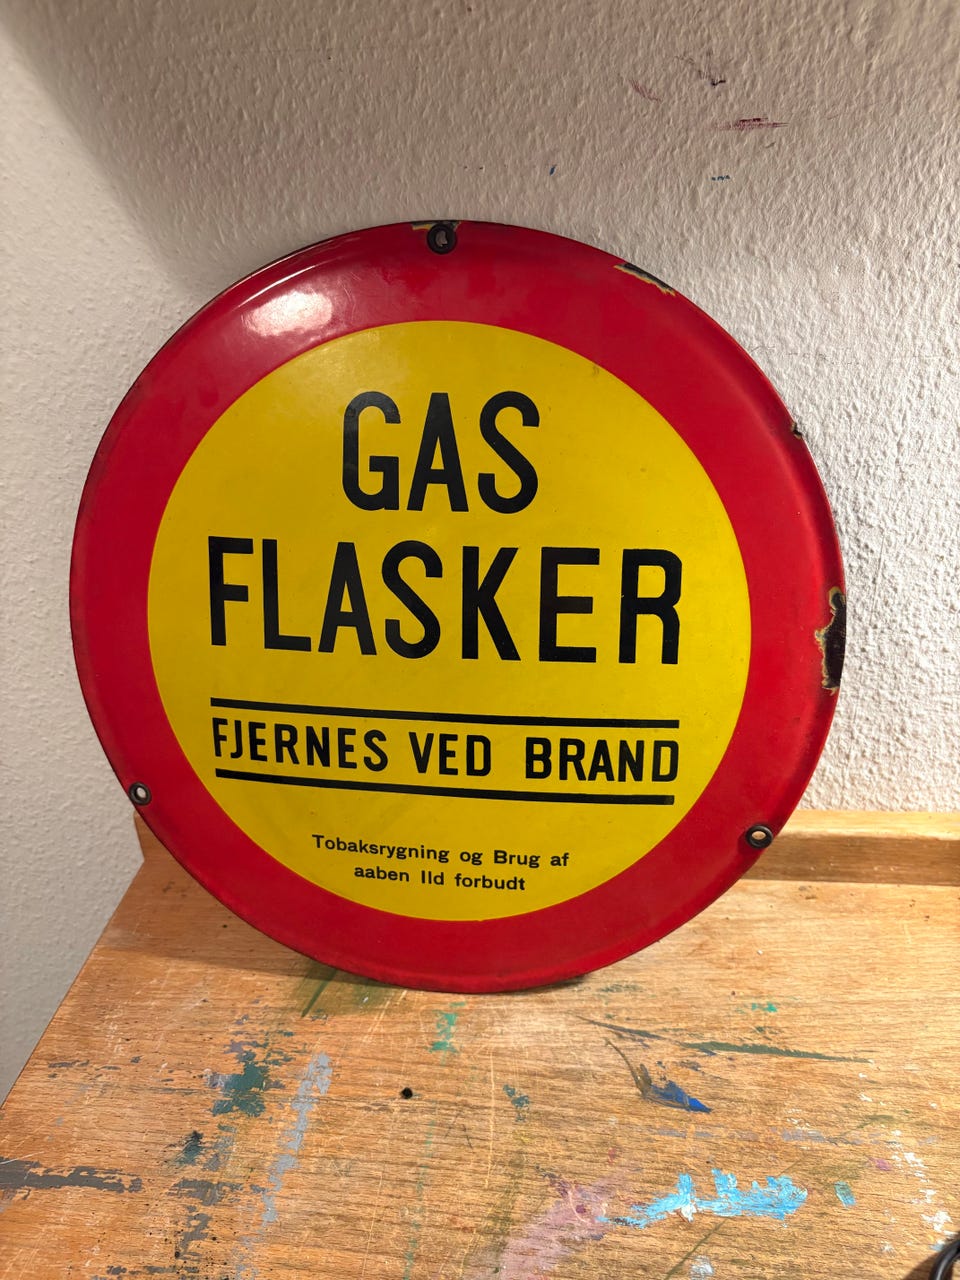 GAS
FLASKER
FJERNES VED BRAND
Tobaksrygning og Brug af
aaben Ild forbudt